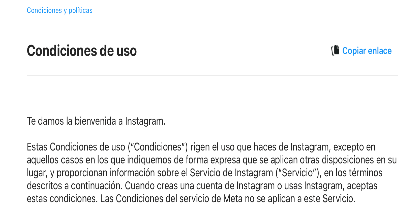 Condiciones y políticas
Condiciones de uso
Copiar enlace
Te damos la bienvenida a Instagram.
Estas Condiciones de uso (“Condiciones”) rigen el uso que haces de Instagram, excepto en
aquellos casos en los que indiquemos de forma expresa que se aplican otras disposiciones en su
lugar, y proporcionan información sobre el Servicio de Instagram (“Servicio”), en los términos
descritos a continuación. Cuando creas una cuenta de Instagram o usas Instagram, aceptas
estas condiciones. Las Condiciones del servicio de Meta no se aplican a este Servicio.